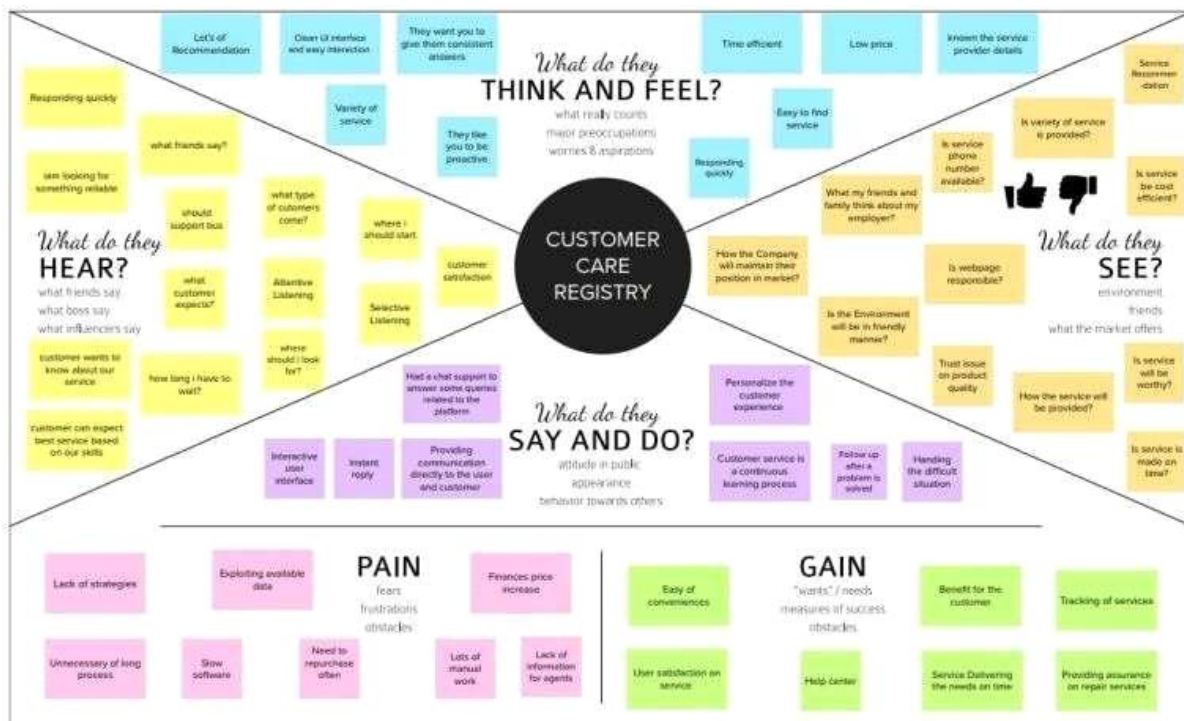 Lot's of
Recommendation
Clean UI interface
and easy interection
They want you to
give them consistent
answers
Variety of
service
They like
you to be
proactive
What do they
THINK AND FEEL?
what really counts
major preoccupations
worries & aspirations
Time efficient
Low price
known the service
provider details
Easy to find
service
Responding
quickly
Responding quickly
what friends say?
iam looking for
something reliable
should
support bus
what type
of cutomers
come?
where i
should start
customer
satisfaction
What do they
HEAR?
what friends say
what boss say
what influencers say
what
customer
expects?
Attentive
Listening
Selective
Listening
customer wants to
know about our
service
how long i have to
wait?
where
should i look
for?
customer can expect
best service based
on our skills
CUSTOMER
CARE
REGISTRY
Service
Recommen-
dation
Is variety of service
is provided?
Is service
phone
number
available?
Is service
be cost
efficient?
What my friends and
family think about my
employer?
How the Company
will maintain their
position in market?
Is webpage
responsible?
Is the Environment
will be in friendly
manner?
What do they
SEE?
environment
friends
what the market offers
Trust issue
on product
quality
How the service will
be provided?
Is service
will be
worthy?
Is service is
made on
time?
Had a chat support to
answer some queries
related to the
platform
Interactive
user
interface
Instant
reply
Providing
communication
directly to the user
and customer
What do they
SAY AND DO?
attitude in public
appearance
behavior towards others
Personalize the
customer
experience
Customer service is
a continuous
learning process
Follow up
after a
problem is
solved
Handing
the difficult
situation
PAIN
fears
frustrations
obstacles
Lack of strategies
Exploiting available
data
Finances price
increase
Unnecessary of long
process
Slow
software
Need to
repurchase
often
Lots of
manual
work
Lack of
information
for agents
GAIN
"wants" / needs
measures of success
obstacles
Easy of
conveniences
Benefit for the
customer
Tracking of services
User satisfaction on
service
Help center
Service Delivering
the needs on time
Providing assurance
on repair services